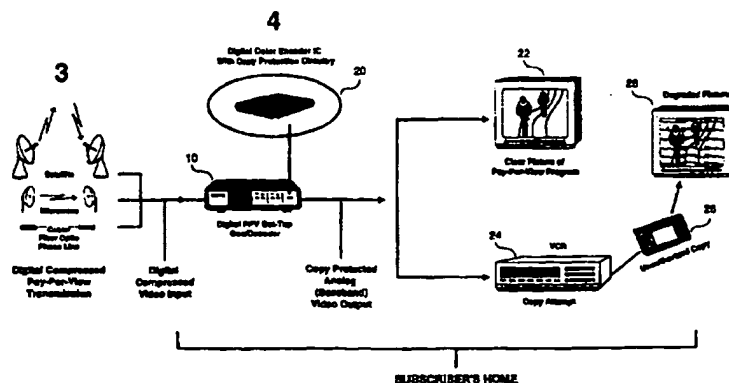 4
Digital Color Encoder IC
With Copy Protection Circuitry
20
3
22
28
Degraded Picture
10
Satellite
Microwave
Fiber Optic
Phone Line
Digital Compressed
Pay-Per-View
Transmission
Digital PPV Set-Top
Box/Decoder
Digital
Compressed
Video Input
Copy Protected
Analog
(Baseband)
Video Output
Clear Picture of
Pay-Per-View Program
24
VCR
26
Copy Attempt
Unauthorized Copy
SUBSCRIBER'S HOME